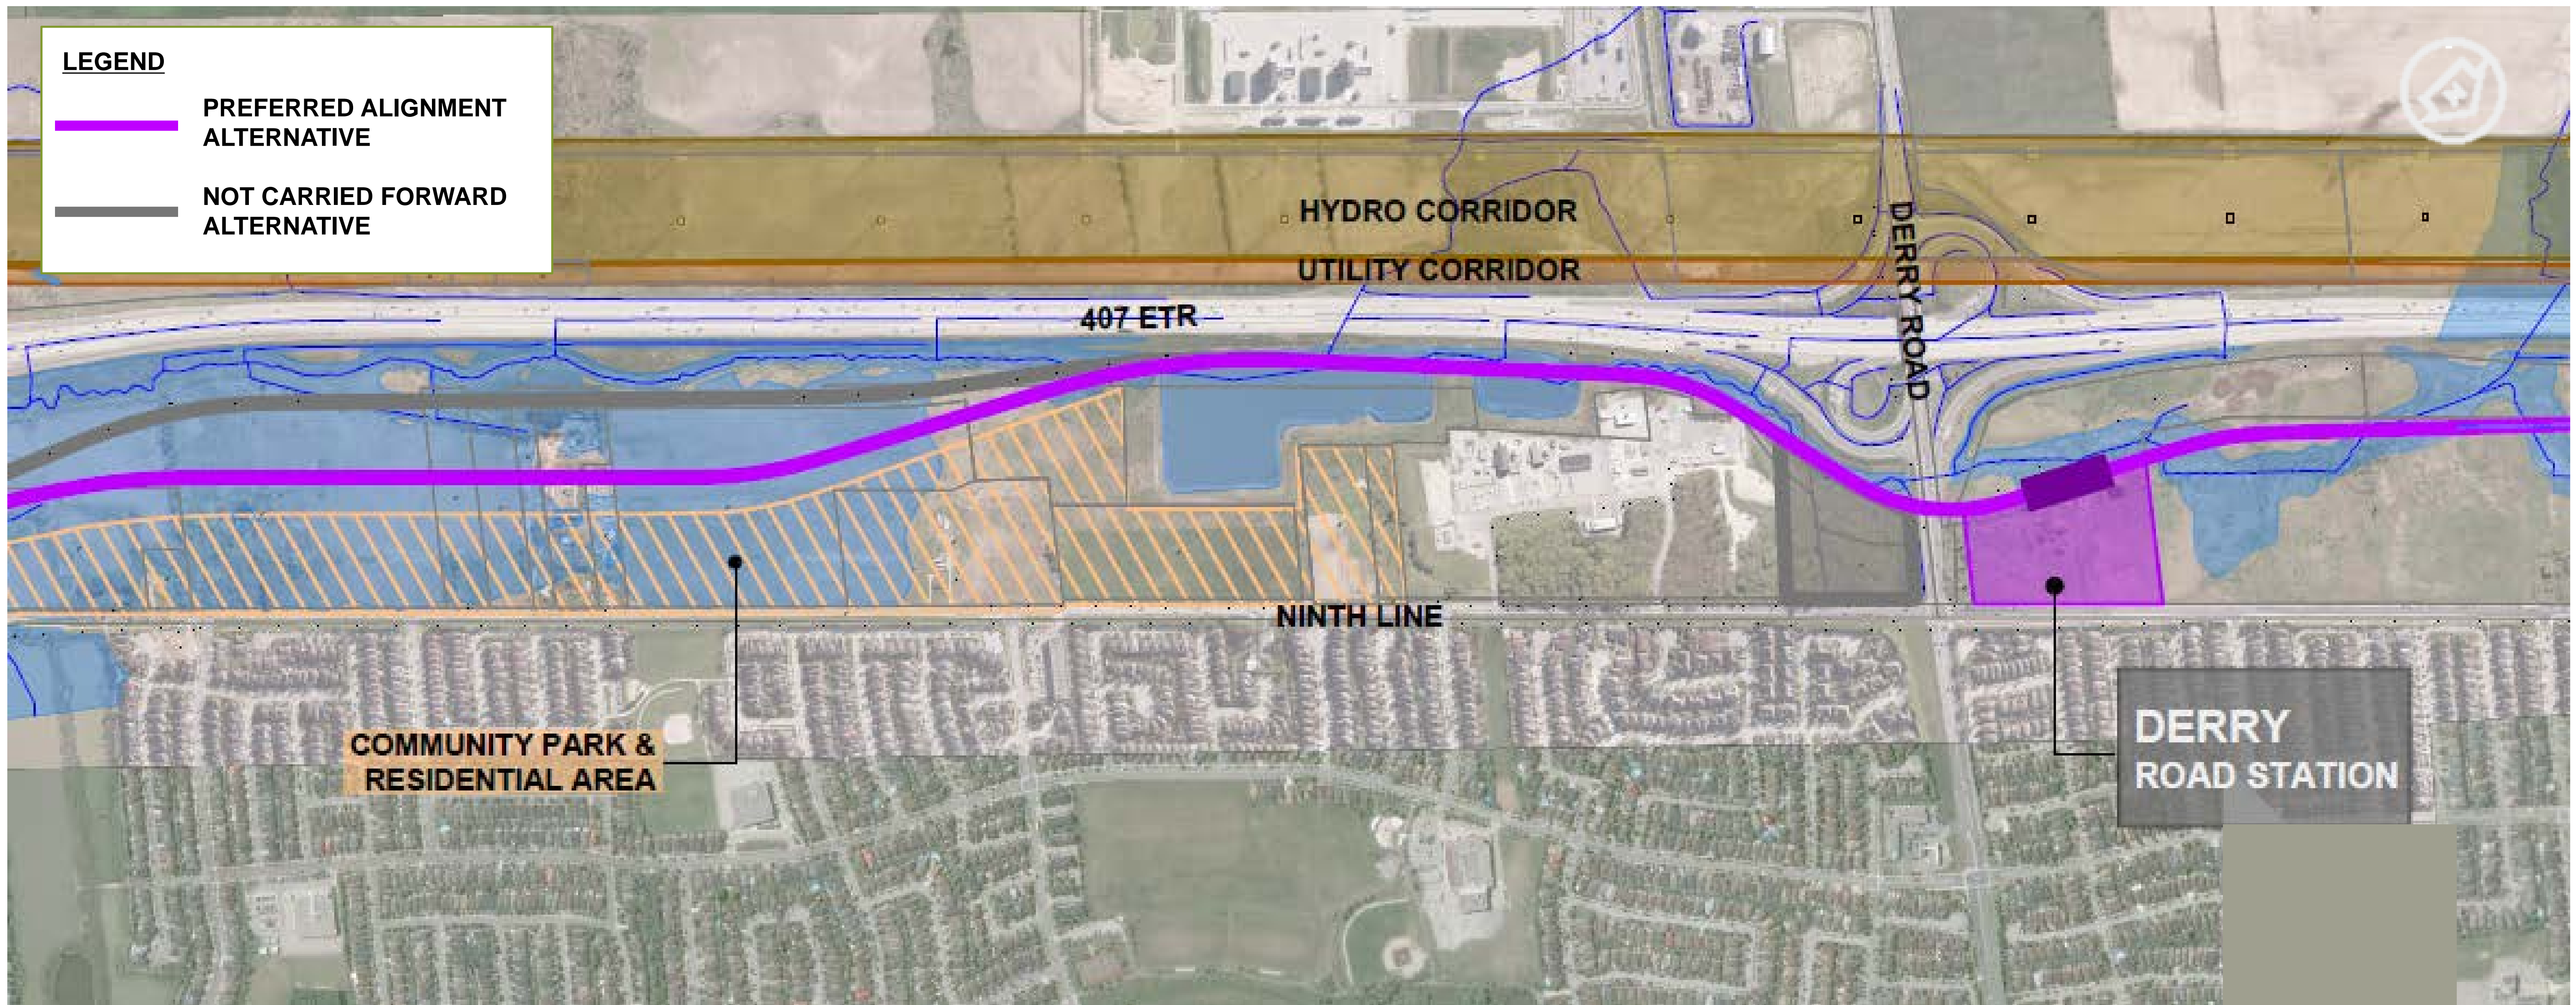 LEGEND
PREFERRED ALIGNMENT
ALTERNATIVE
NOT CARRIED FORWARD
ALTERNATIVE
HYDRO CORRIDOR
UTILITY CORRIDOR
407 ETR
DERRY ROAD
NINTH LINE
COMMUNITY PARK &
RESIDENTIAL AREA
DERRY
ROAD STATION